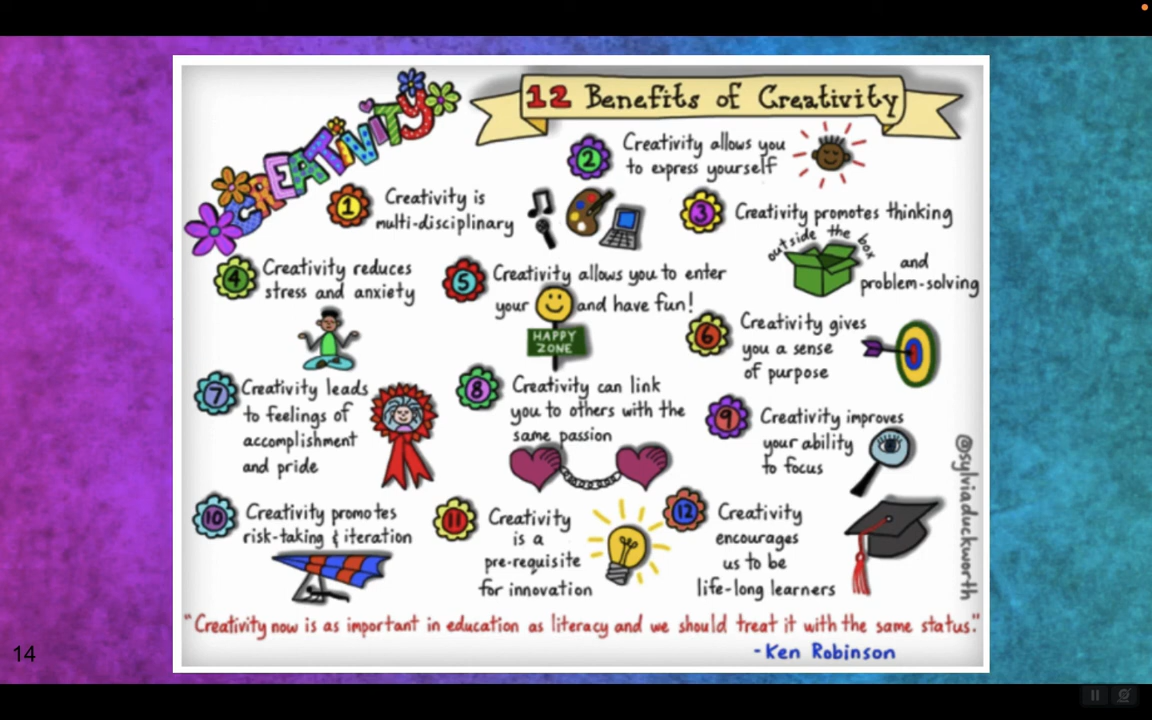 CREATIVITY
12 Benefits of Creativity
1
Creativity is
multi-disciplinary
2
Creativity allows you
to express yourself
3
Creativity promotes thinking
outside the box
and
problem-solving
4
Creativity reduces
stress and anxiety
5
Creativity allows you to enter
your and have fun!
HAPPY
ZONE
6
Creativity gives
you a sense
of purpose
7
Creativity leads
to feelings of
accomplishment
and pride
8
Creativity can link
you to others with the
same passion
9
Creativity improves
your ability
to focus
10
Creativity promotes
risk-taking & iteration
11
Creativity
is a
pre-requisite
for innovation
12
Creativity
encourages
us to be
life-long learners
@sylviaduckworth
"Creativity now is as important in education as literacy and we should treat it with the same status."
-Ken Robinson
14